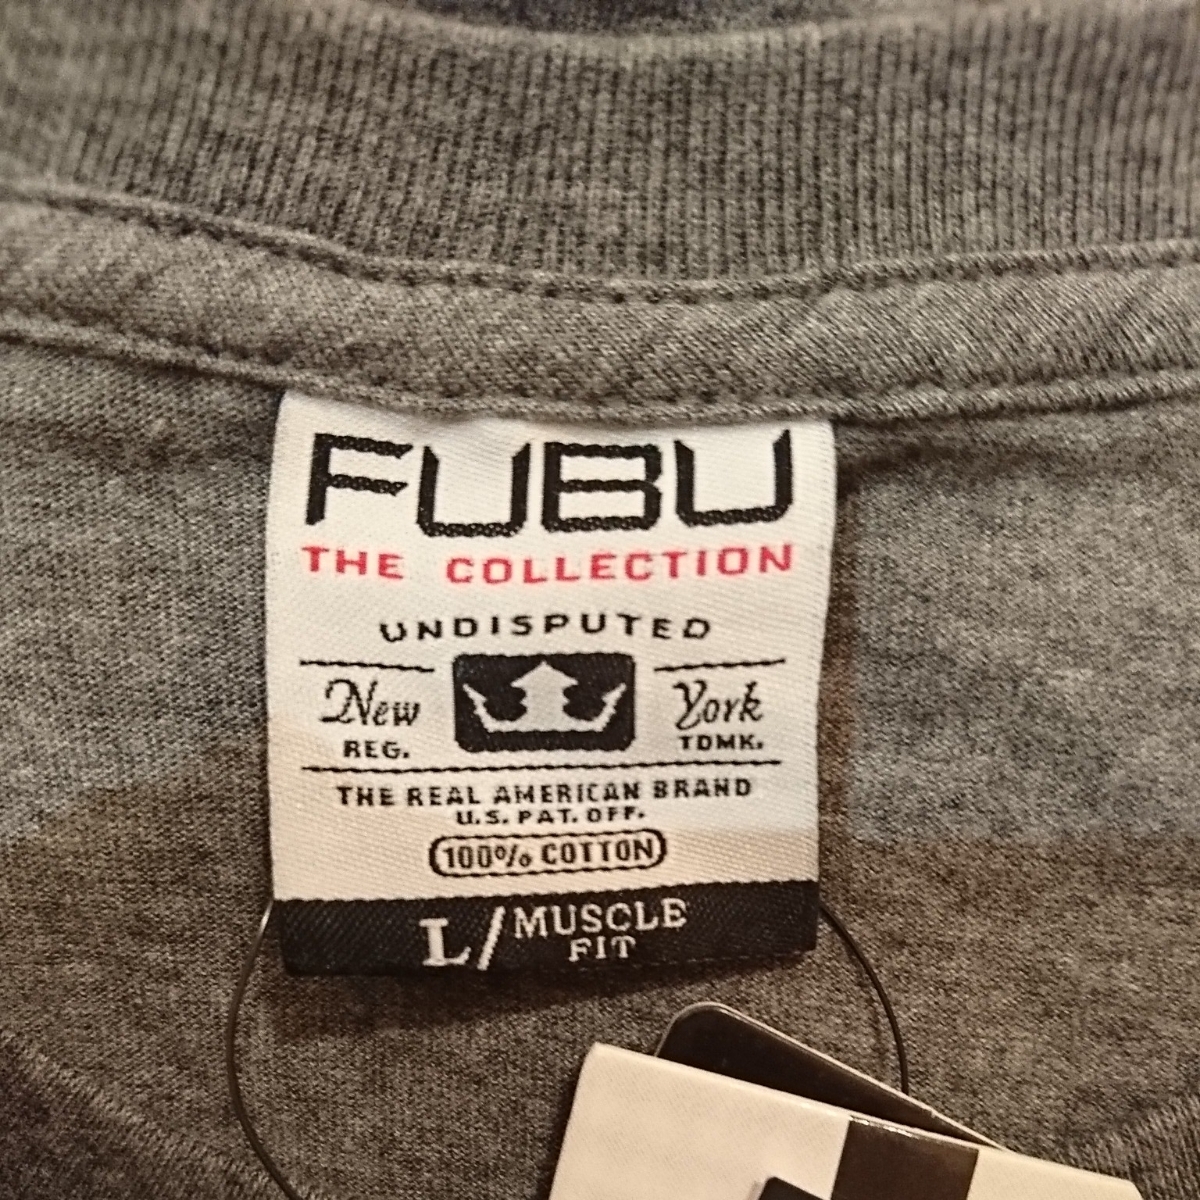 FUBU
THE COLLECTION
UNDISPUTED
New York
REG. TDMK.
THE REAL AMERICAN BRAND
U.S. PAT. OFF.
100% COTTON
L/MUSCLE
FIT